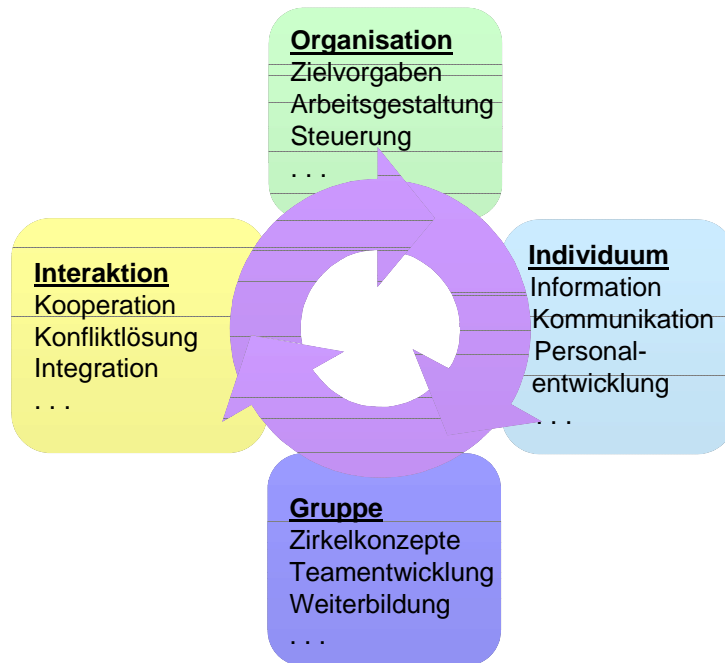 Organisation
Zielvorgaben
Arbeitsgestaltung
Steuerung
. . .
Interaktion
Kooperation
Konfliktlösung
Integration
. . .
Individuum
Information
Kommunikation
Personal-
entwicklung
. . .
Gruppe
Zirkelkonzepte
Teamentwicklung
Weiterbildung
. . .